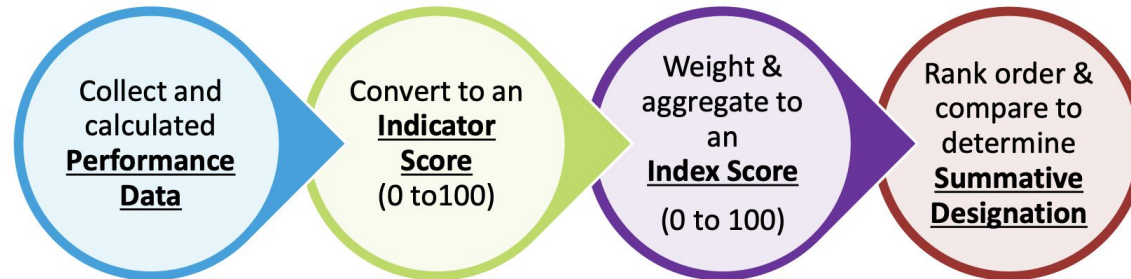 Collect and
calculated
Performance
Data
Convert to an
Indicator
Score
(0 to100)
Weight &
aggregate to
an
Index Score
(0 to 100)
Rank order &
compare to
determine
Summative
Designation